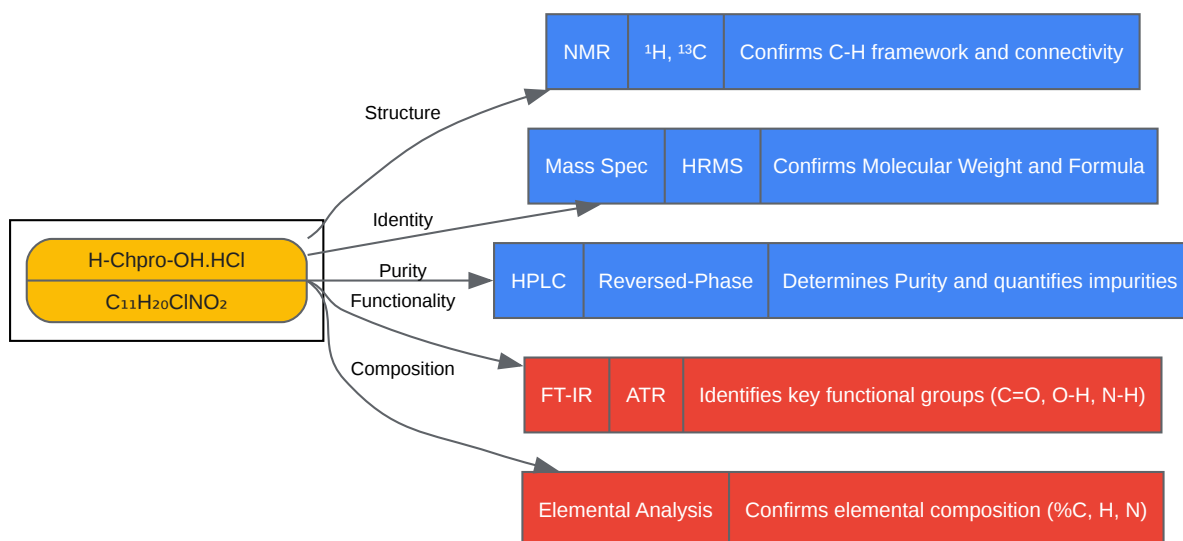 H-Chpro-OH.HCl
C₁₁H₂₀ClNO₂
Structure
NMR
¹H, ¹³C
Confirms C-H framework and connectivity
Identity
Mass Spec
HRMS
Confirms Molecular Weight and Formula
Purity
HPLC
Reversed-Phase
Determines Purity and quantifies impurities
Functionality
FT-IR
ATR
Identifies key functional groups (C=O, O-H, N-H)
Composition
Elemental Analysis
Confirms elemental composition (%C, H, N)